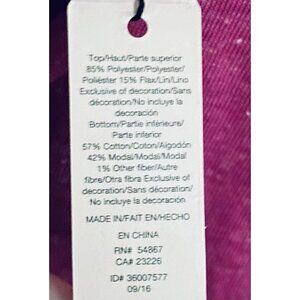 Top/Haut/Parte superior
85% Polyester/Polyester/
Poliéster 15% Flax/Lin/Lino
Exclusive of decoration/Sans
décoration/No incluye la
decoración
Bottom/Partie inférieure/
Parte inferior
57% Cotton/Coton/Algodón
42% Modal/Modal/Modal
1% Other fiber/Autre
fibre/Otra fibra Exclusive of
decoration/Sans décoration/
No incluye la decoración
MADE IN/FAIT EN/HECHO
EN CHINA
RN# 54867
CA# 23226
ID# 36007577
09/16